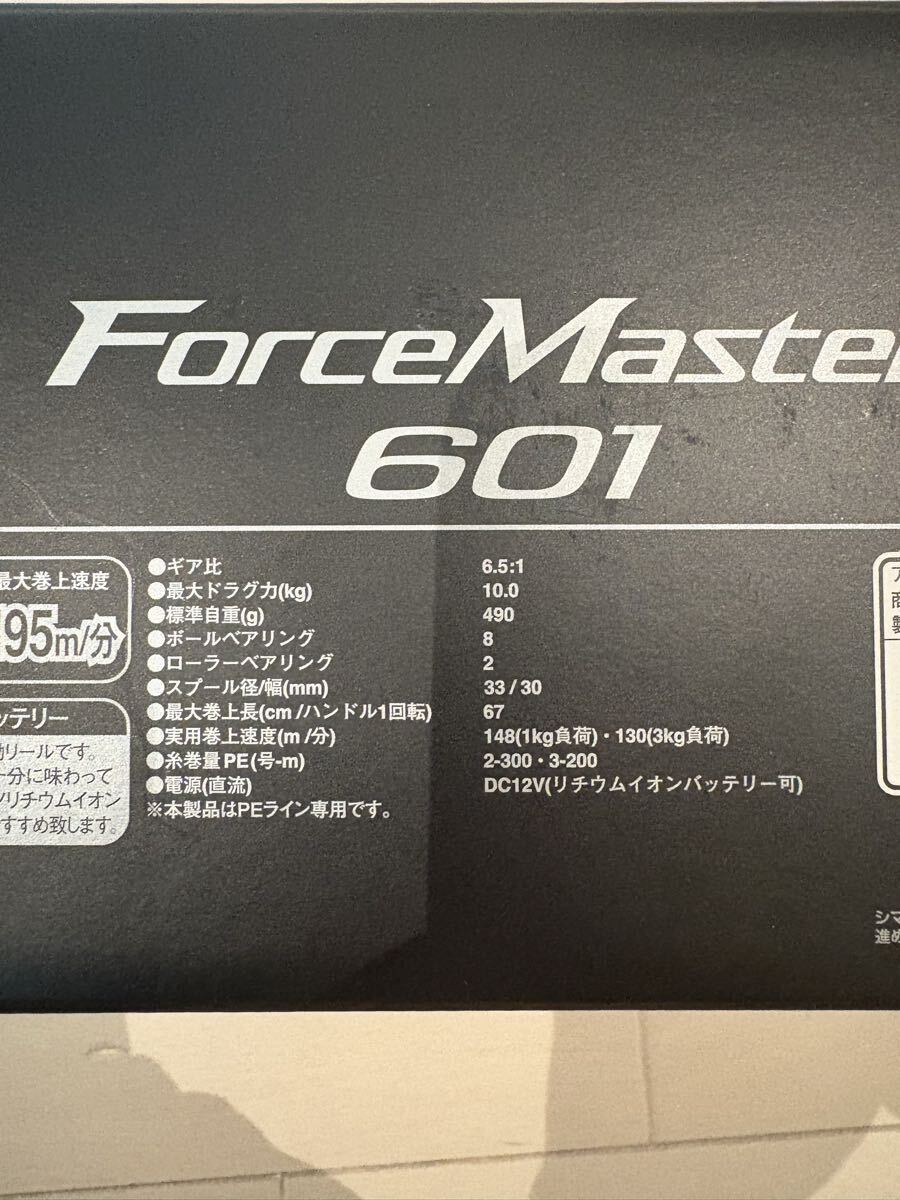 ForceMaste
601
最大巻上速度
95m/分
ッテリー
リールです。
十分に味わって
リチウムイオン
すすめ致します。
●ギア比 6.5:1
●最大ドラグ力(kg) 10.0
●標準自重(g) 490
●ボールベアリング 8
●ローラーベアリング 2
●スプール径/幅(mm) 33 / 30
●最大巻上長(cm/ハンドル1回転) 67
●実用巻上速度(m/分) 148(1kg負荷)・130(3kg負荷)
●糸巻量PE(号-m) 2-300・3-200
●電源(直流) DC12V(リチウムイオンバッテリー可)
※本製品はPEライン専用です。
商
シマ
進め